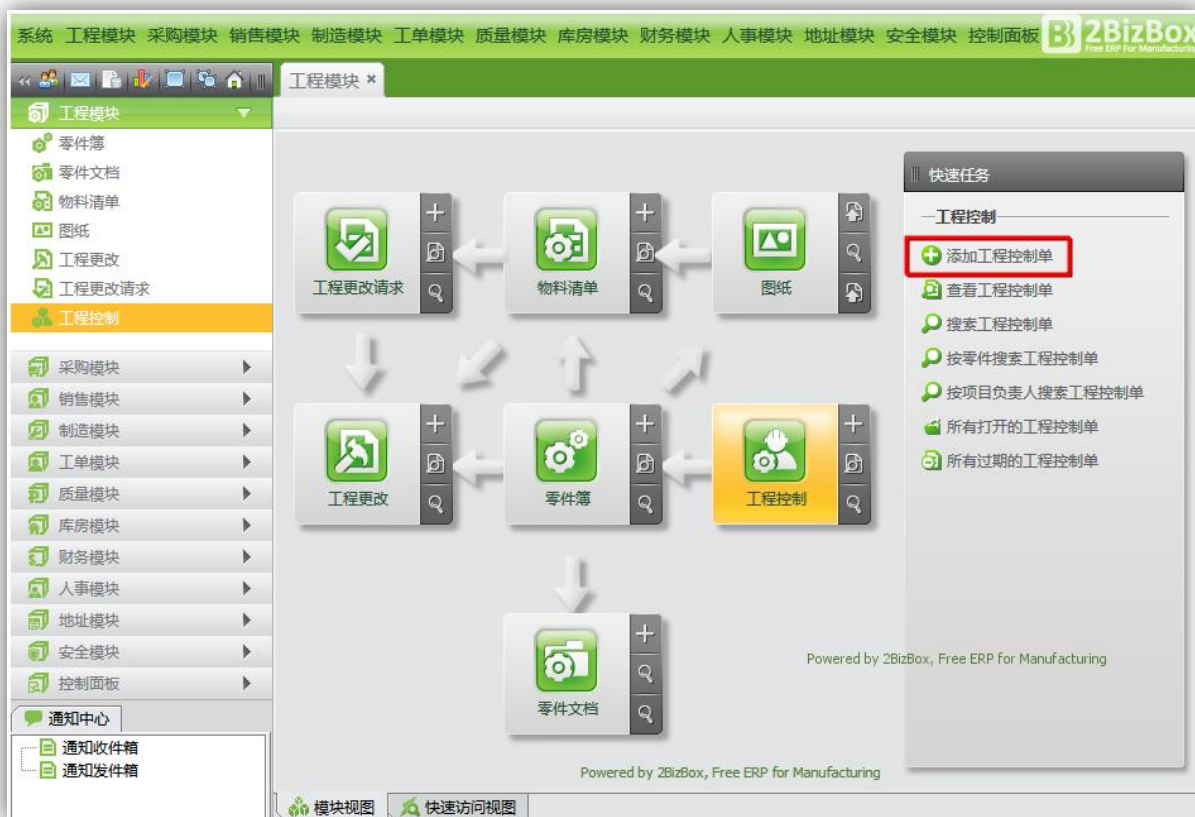 系统 工程模块 采购模块 销售模块 制造模块 工单模块 质量模块 库房模块 财务模块 人事模块 地址模块 安全模块 控制面板 2BizBox
Free ERP For Manufacturing
工程模块
工程模块
零件簿
零件文档
物料清单
图纸
工程更改
工程更改请求
工程控制
采购模块
销售模块
制造模块
工单模块
质量模块
库房模块
财务模块
人事模块
地址模块
安全模块
控制面板
通知中心
通知收件箱
通知发件箱
工程更改请求
物料清单
图纸
工程更改
零件簿
工程控制
零件文档
Powered by 2BizBox, Free ERP for Manufacturing
Powered by 2BizBox, Free ERP for Manufacturing
快速任务
工程控制
添加工程控制单
查看工程控制单
搜素工程控制单
按零件搜素工程控制单
按项目负责人搜素工程控制单
所有打开的工程控制单
所有过期的工程控制单
模块视图
快速访问视图